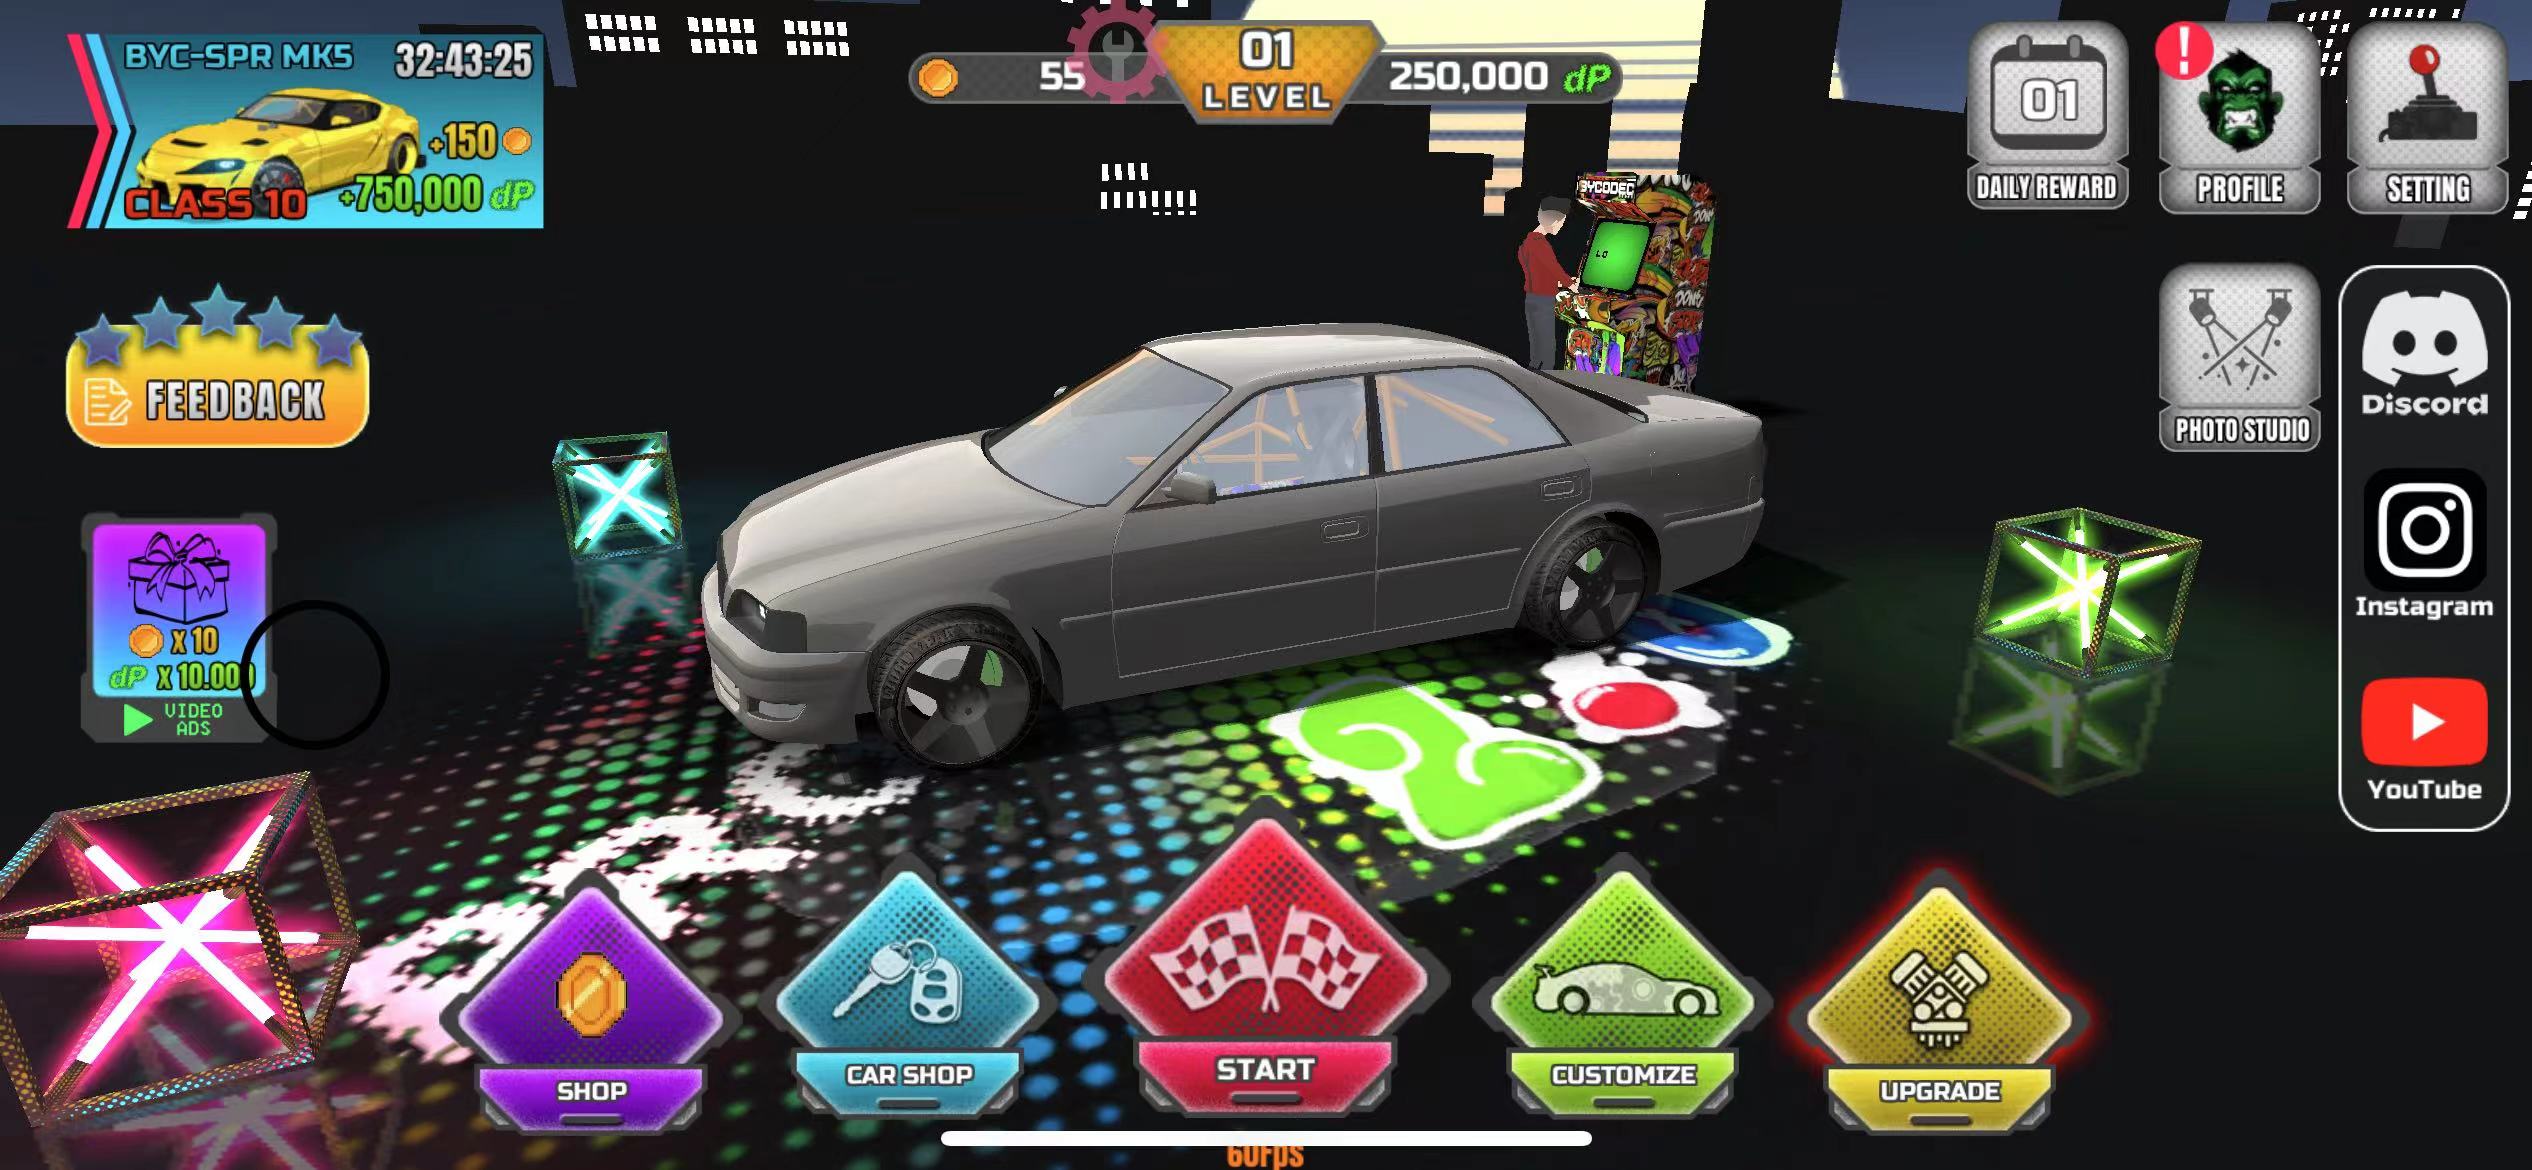 BYC-SPR MK5
32:43:25
+150
CLASS 10
+750,000 dP
55
01
LEVEL
250,000 dP
01
DAILY REWARD
!
PROFILE
SETTING
BYCODEC
LO
FEEDBACK
PHOTO STUDIO
Discord
Instagram
YouTube
X 10
dP X 10.000
VIDEO
ADS
SHOP
CAR SHOP
START
CUSTOMIZE
UPGRADE
60Fps